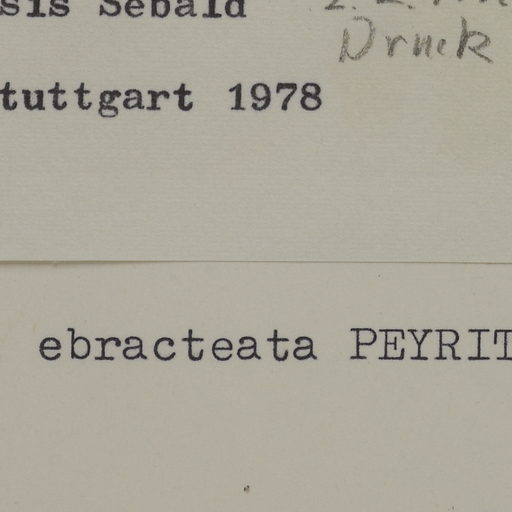 sis Sebald
Druck
tuttgart 1978
ebracteata PEYRIT